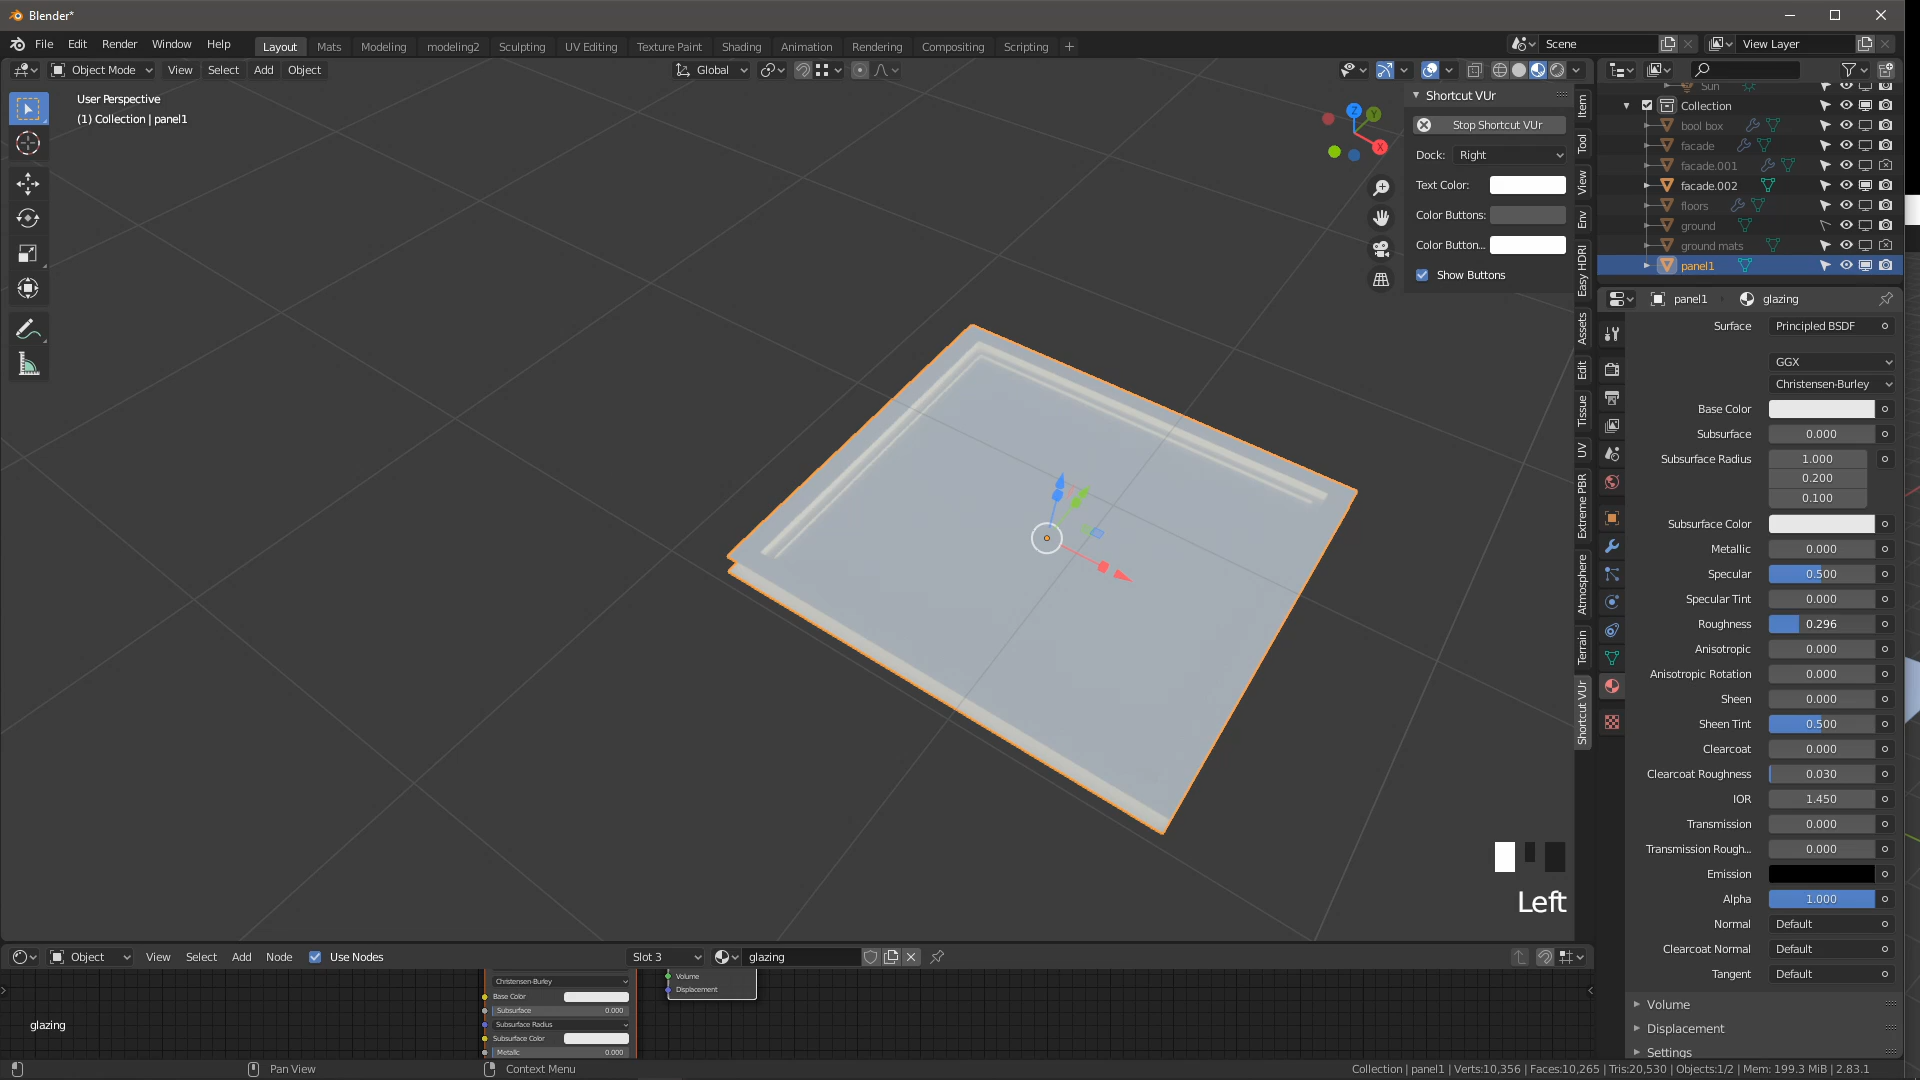 Blender*
File Edit Render Window Help
Layout Mats Modeling modeling2 Sculpting UV Editing Texture Paint Shading Animation Rendering Compositing Scripting +
Scene
View Layer
Object Mode View Select Add Object
Global
User Perspective
(1) Collection | panel1
Z
Y
X
Shortcut VUr
Stop Shortcut VUr
Dock: Right
Text Color:
Color Buttons:
Color Button...
Show Buttons
Item
Tool
View
Env
Easy HDRI
Assets
Edit
Tissue
UV
Extreme PBR
Atmosphere
Terrain
Shortcut VUr
Left
Sun
Collection
bool box
facade
facade.001
facade.002
floors
ground
ground mats
panel1
panel1 glazing
Surface Principled BSDF
GGX
Christensen-Burley
Base Color
Subsurface 0.000
Subsurface Radius 1.000
0.200
0.100
Subsurface Color
Metallic 0.000
Specular 0.500
Specular Tint 0.000
Roughness 0.296
Anisotropic 0.000
Anisotropic Rotation 0.000
Sheen 0.000
Sheen Tint 0.500
Clearcoat 0.000
Clearcoat Roughness 0.030
IOR 1.450
Transmission 0.000
Transmission Rough... 0.000
Emission
Alpha 1.000
Normal Default
Clearcoat Normal Default
Tangent Default
Volume
Displacement
Settings
Object View Select Add Node Use Nodes Slot 3 glazing
Christensen-Burley
Base Color
Subsurface 0.000
Subsurface Radius
Subsurface Color
Metallic 0.000
Volume
Displacement
glazing
Pan View
Context Menu
Collection | panel1 | Verts:10,356 | Faces:10,265 | Tris:20,530 | Objects:1/2 | Mem: 199.3 MiB | 2.83.1